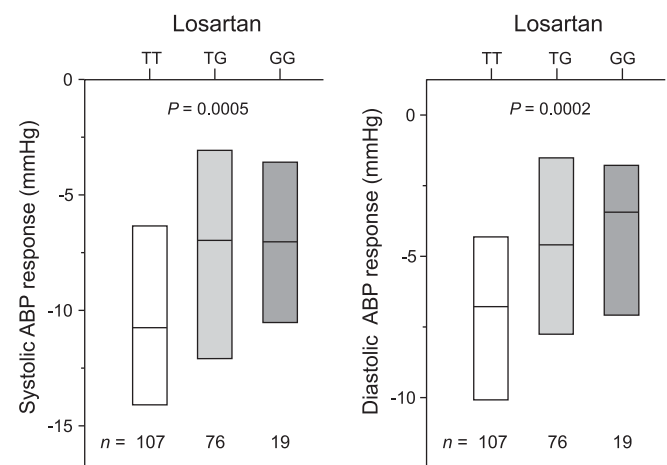 Losartan
TT TG GG
P = 0.0005
0
-5
-10
-15
Systolic ABP response (mmHg)
n = 107 76 19
Losartan
TT TG GG
P = 0.0002
0
-5
-10
Diastolic ABP response (mmHg)
n = 107 76 19